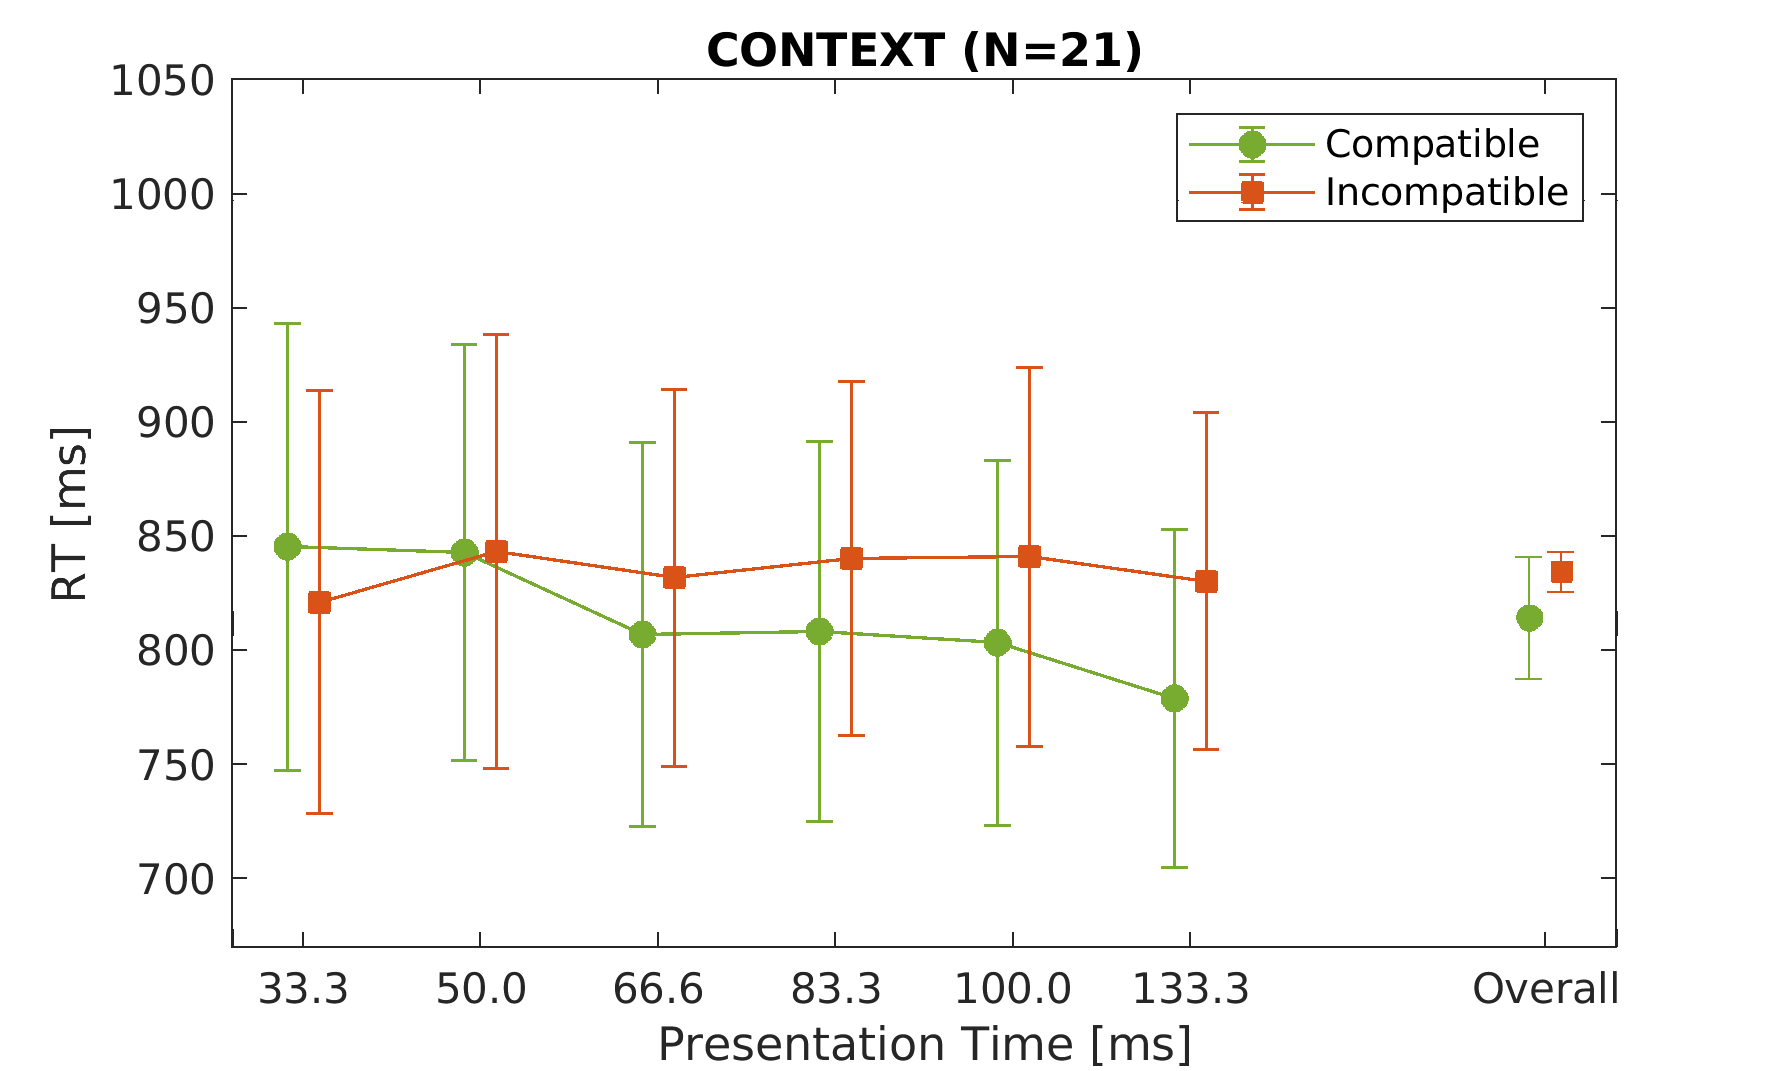 CONTEXT (N=21)
1050
1000
950
900
850
800
750
700
RT [ms]
Compatible
Incompatible
33.3 50.0 66.6 83.3 100.0 133.3 Overall
Presentation Time [ms]